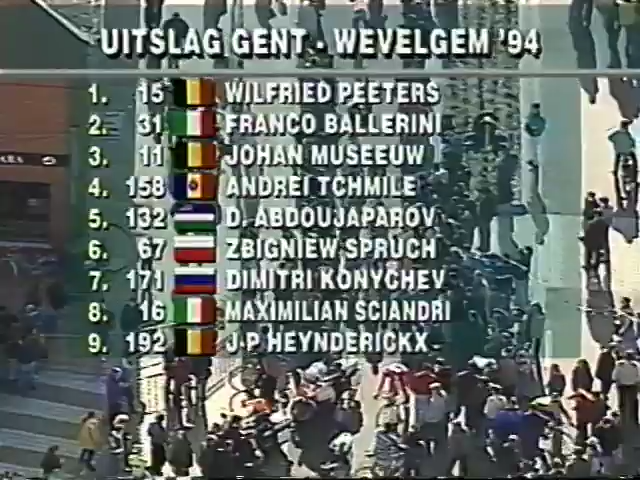 UITSLAG GENT - WEVELGEM '94
1. 15 WILFRIED PEETERS
2. 31 FRANCO BALLERINI
3. 11 JOHAN MUSEEUW
4. 158 ANDREI TCHMILE
5. 132 D. ABDOUJAPAROV
6. 67 ZBIGNIEW SPRUCH
7. 171 DIMITRI KONYCHEV
8. 16 MAXIMILIAN SCIANDRI
9. 192 J-P HEYNDERICKX